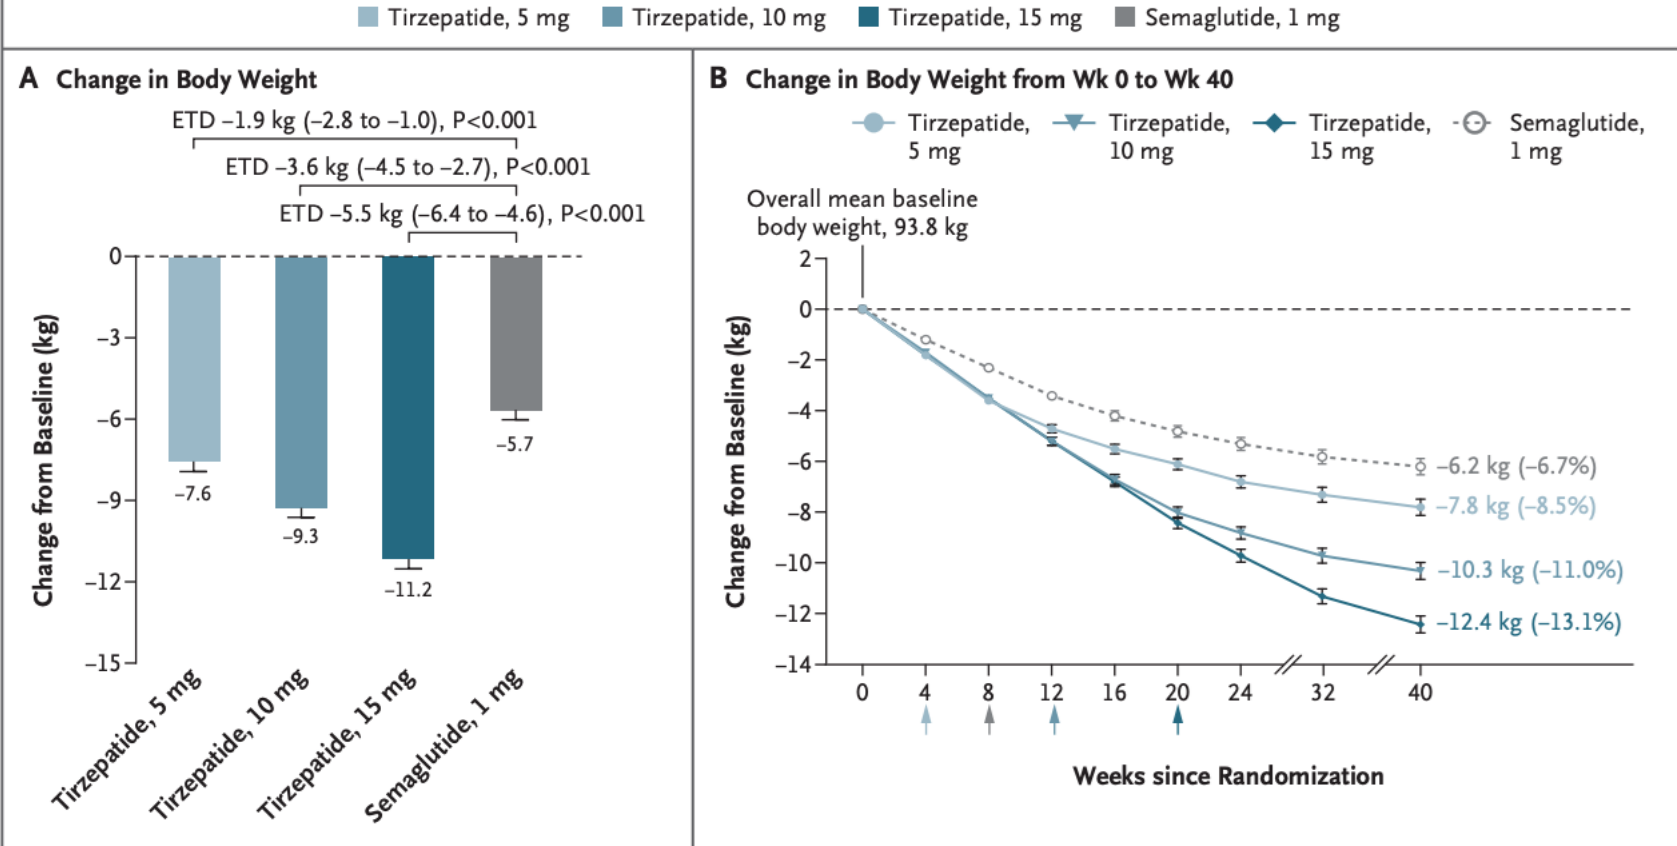 Tirzepatide, 5 mg
Tirzepatide, 10 mg
Tirzepatide, 15 mg
Semaglutide, 1 mg
A Change in Body Weight
ETD −1.9 kg (−2.8 to −1.0), P<0.001
ETD −3.6 kg (−4.5 to −2.7), P<0.001
ETD −5.5 kg (−6.4 to −4.6), P<0.001
Change from Baseline (kg)
0
−3
−6
−9
−12
−15
−7.6
−9.3
−11.2
−5.7
Tirzepatide, 5 mg
Tirzepatide, 10 mg
Tirzepatide, 15 mg
Semaglutide, 1 mg
B Change in Body Weight from Wk 0 to Wk 40
Tirzepatide,
5 mg
Tirzepatide,
10 mg
Tirzepatide,
15 mg
Semaglutide,
1 mg
Overall mean baseline
body weight, 93.8 kg
Change from Baseline (kg)
2
0
−2
−4
−6
−8
−10
−12
−14
−6.2 kg (−6.7%)
−7.8 kg (−8.5%)
−10.3 kg (−11.0%)
−12.4 kg (−13.1%)
0 4 8 12 16 20 24 32 40
Weeks since Randomization